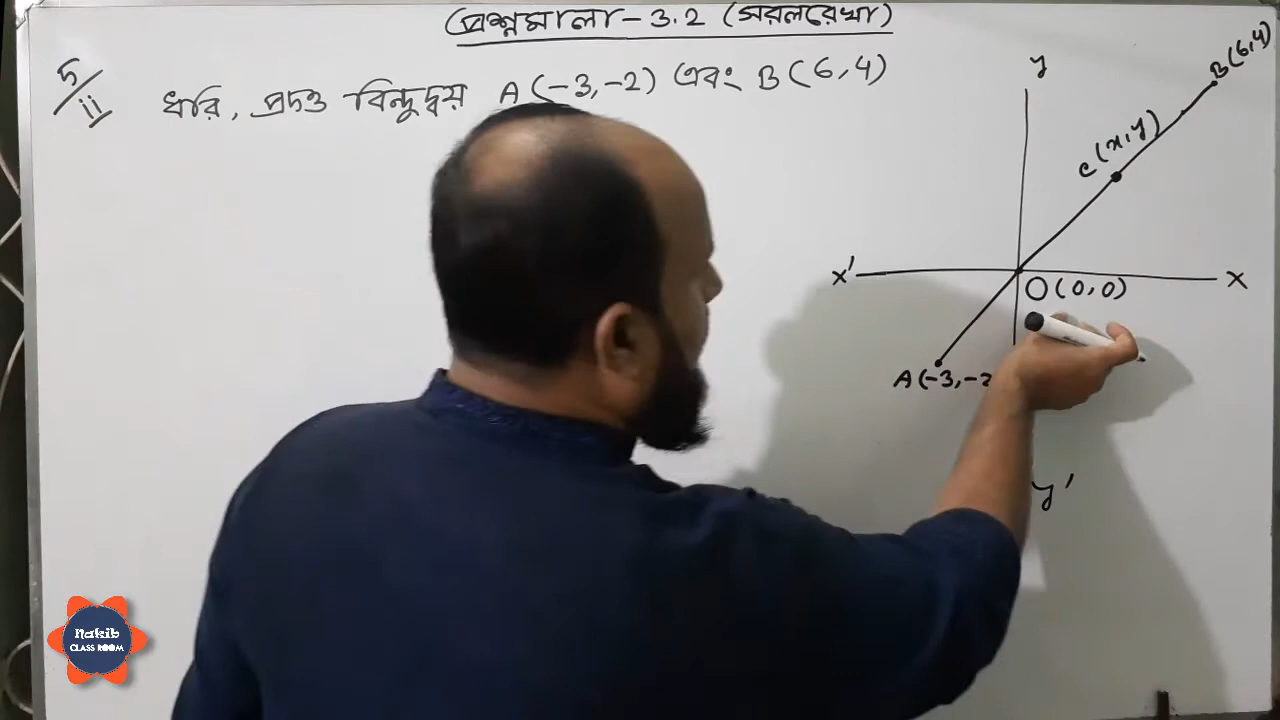 প্রশ্নমালা - 3.2 (সরলরেখা)
5/ii
ধরি, প্রদত্ত বিন্দুদ্বয় A (-3, -2) এবং B (6, 4)
y
B (6, 4)
C (x, y)
x'
x
O (0, 0)
A (-3, -2
y'
Nakib
CLASS ROOM